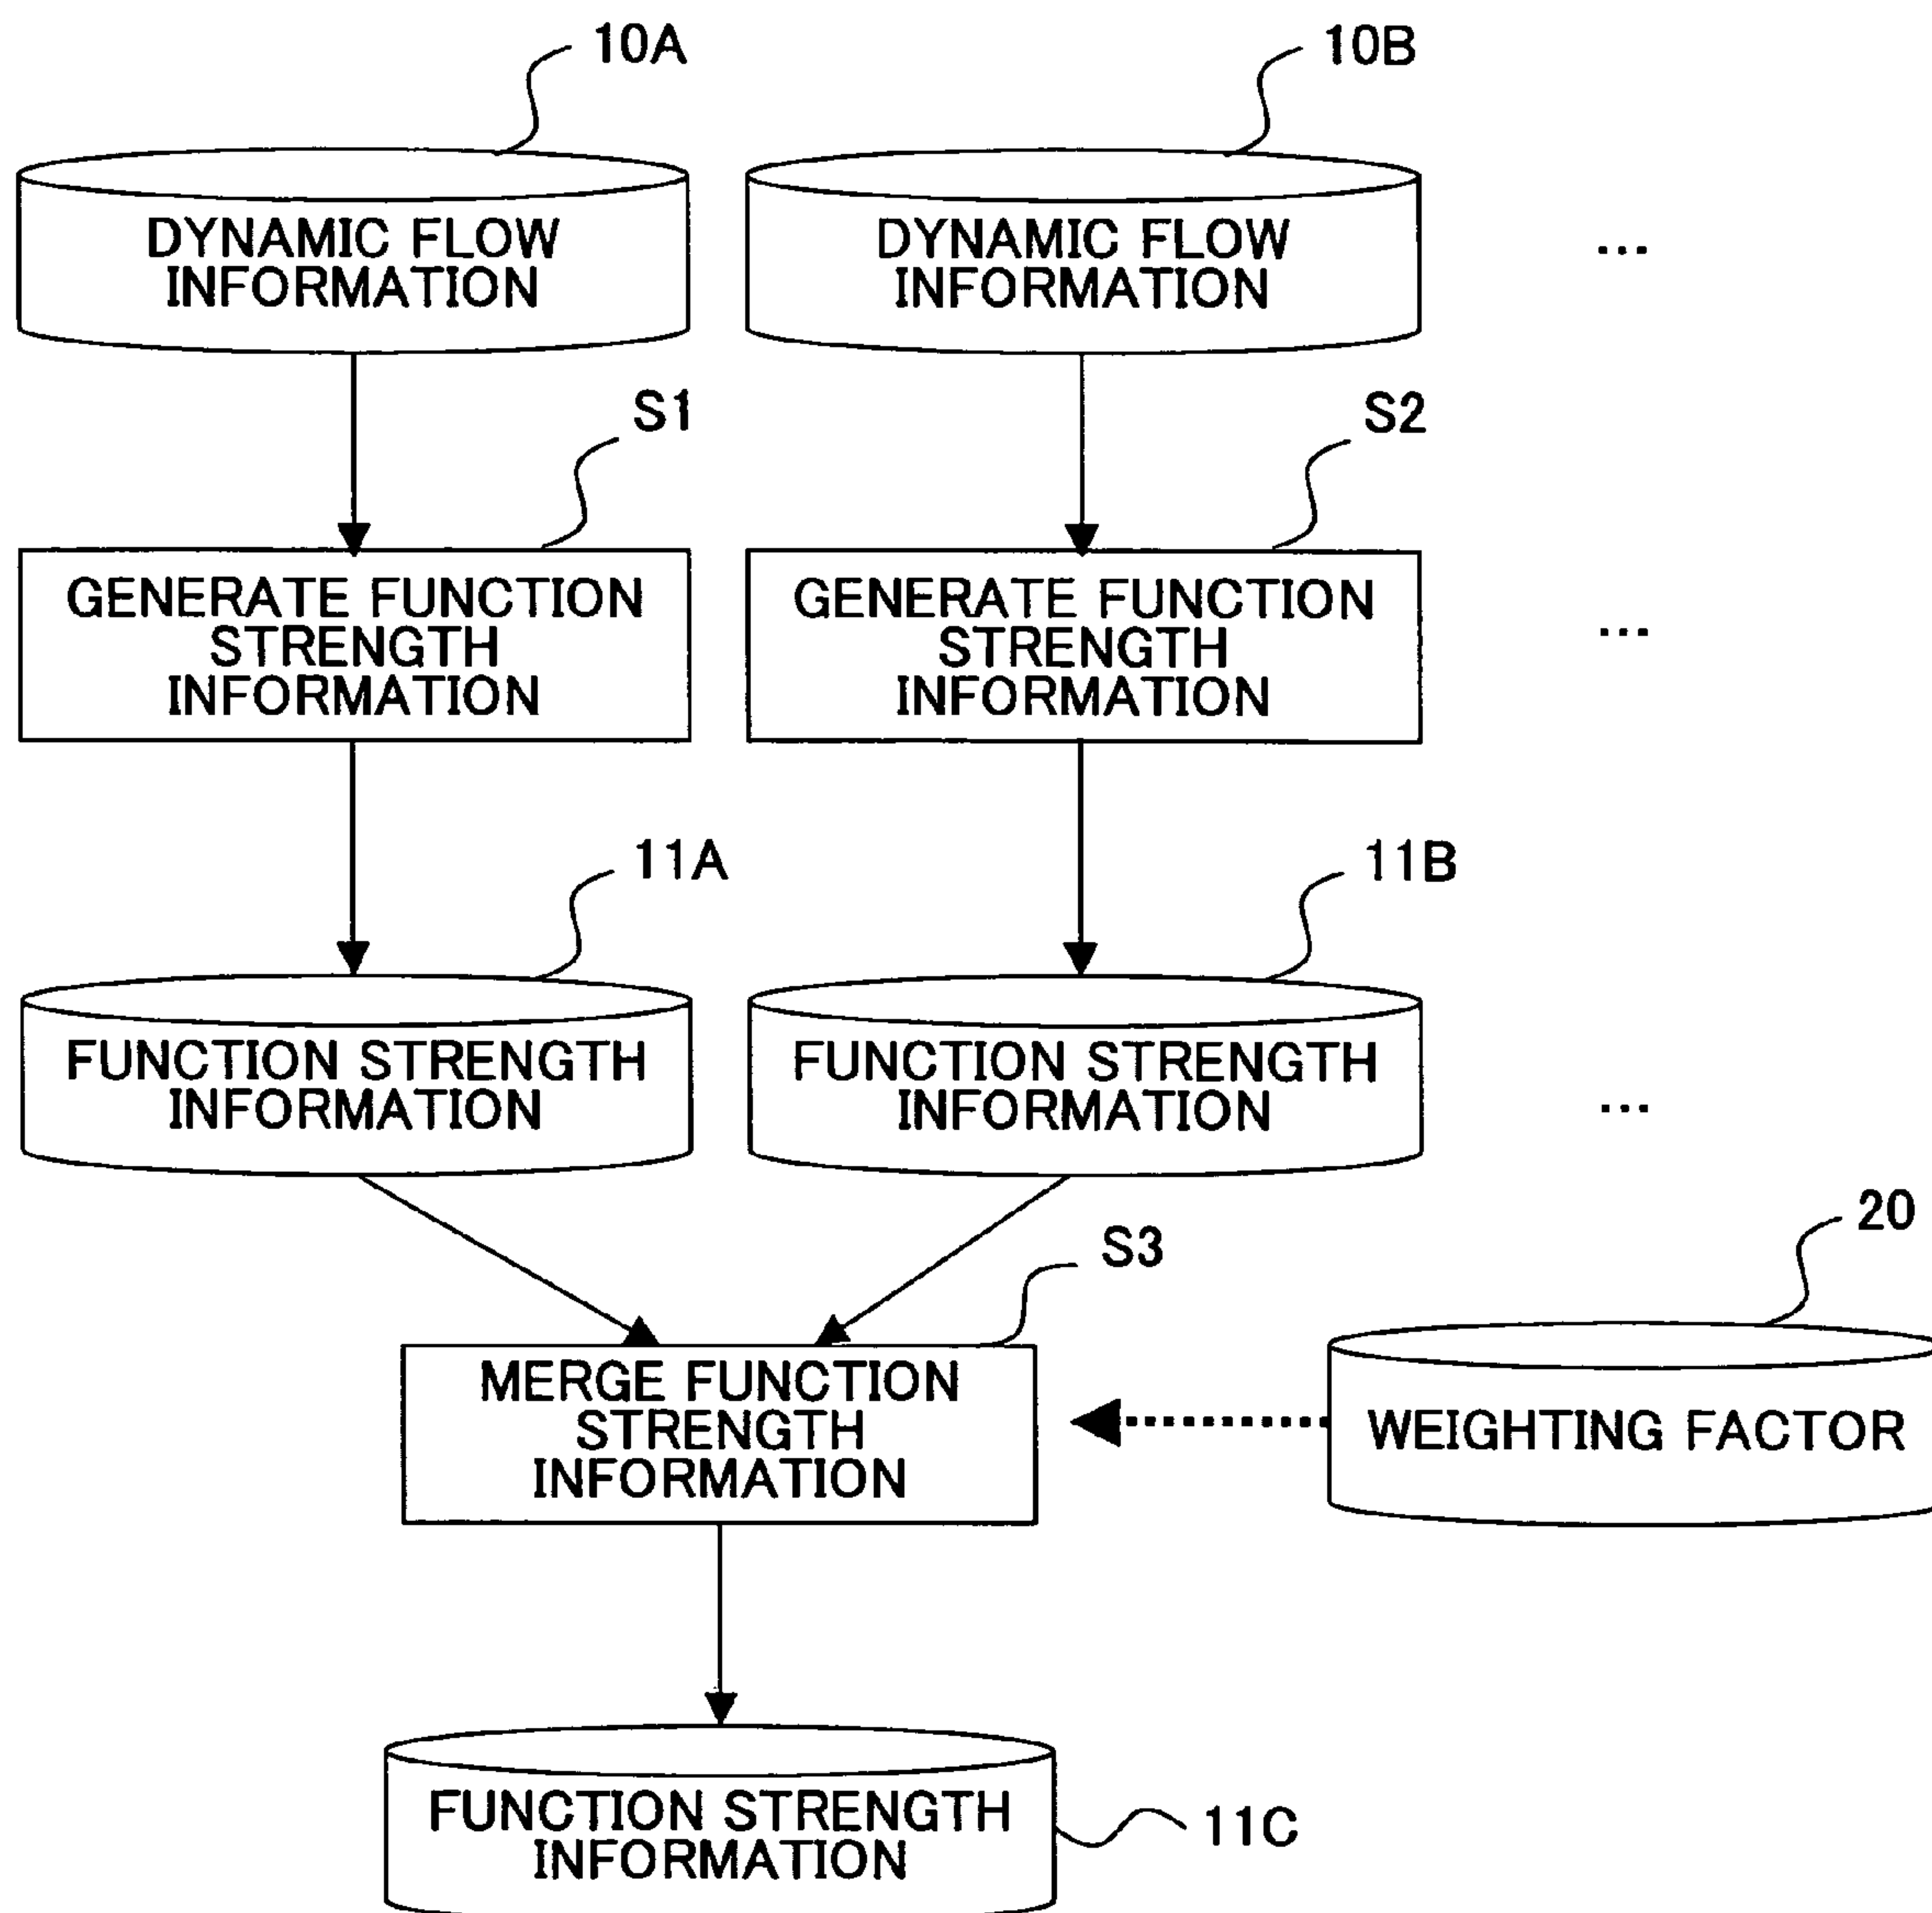 10A
10B
DYNAMIC FLOW
INFORMATION
DYNAMIC FLOW
INFORMATION
...
S1
S2
GENERATE FUNCTION
STRENGTH
INFORMATION
GENERATE FUNCTION
STRENGTH
INFORMATION
...
11A
11B
FUNCTION STRENGTH
INFORMATION
FUNCTION STRENGTH
INFORMATION
...
20
S3
MERGE FUNCTION
STRENGTH
INFORMATION
WEIGHTING FACTOR
FUNCTION STRENGTH
INFORMATION
11C